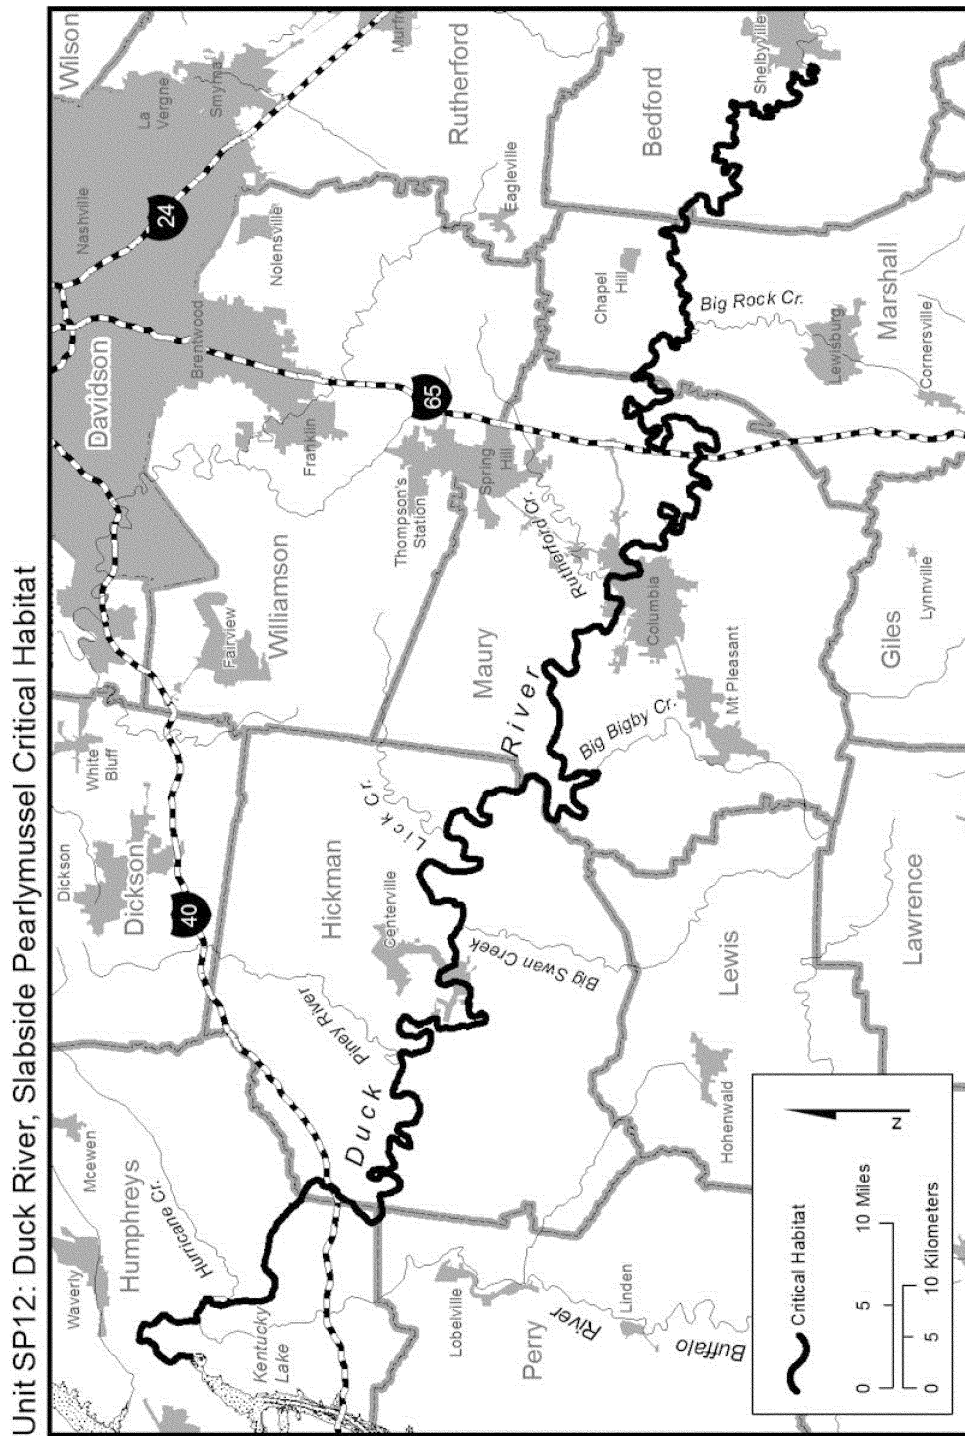 Unit SP12: Duck River, Slabside Pearlymussel Critical Habitat
Wilson
La
Vergne
Smyrna
Nashville
24
Nolensville
Rutherford
Eagleville
Bedford
Shelbyville
Davidson
Brentwood
Franklin
65
Thompson's
Station
Spring
Hill
Chapel
Hill
Big Rock Cr.
Marshall
Lewisburg
Cornersville
White
Bluff
Fairview
Williamson
Rutherford Cr.
Maury
Columbia
Mt Pleasant
Giles
Lynnville
Dickson
Dickson
40
Hickman
Lick Cr.
River
Big Bigby Cr.
Centerville
Piney River
Big Swan Creek
Lewis
Lawrence
Mcewen
Waverly
Humphreys
Hurricane Cr.
Duck
Kentucky
Lake
Lobelville
Perry
Linden
Buffalo
River
Hohenwald
Critical Habitat
0 5 10 Miles
0 5 10 Kilometers
N